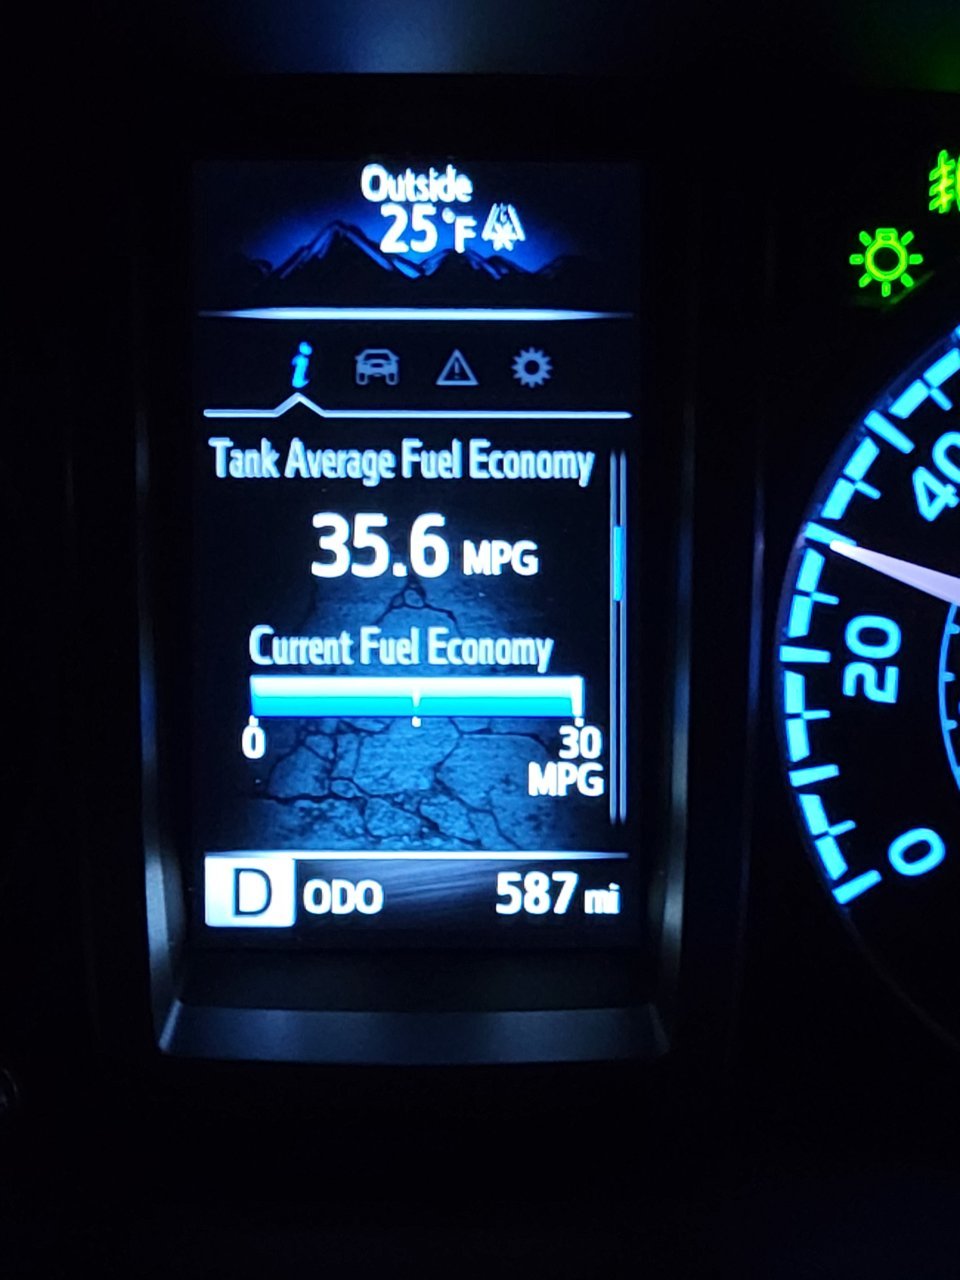 Outside
25°F
i
Tank Average Fuel Economy
35.6 MPG
Current Fuel Economy
0 30
MPG
D ODO 587 mi
40
20
0